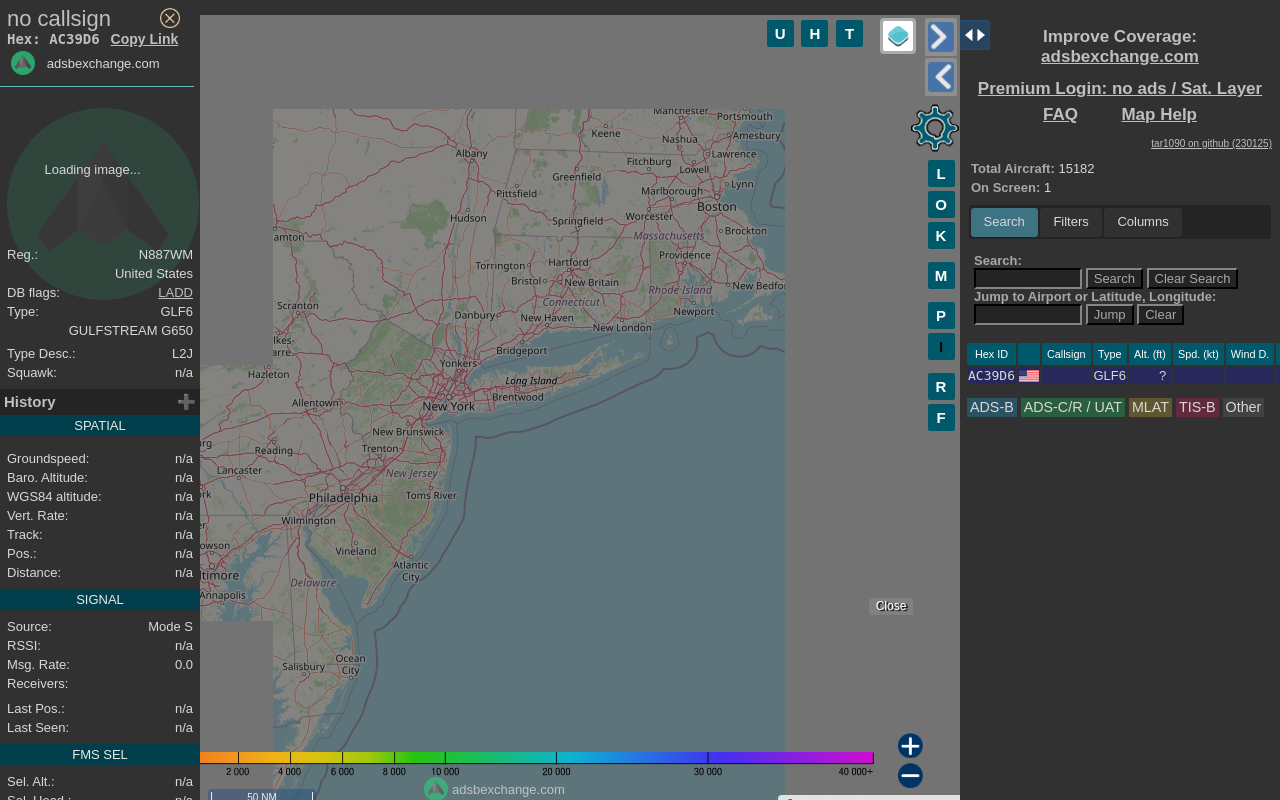 no callsign
Hex: AC39D6 Copy Link
adsbexchange.com
Loading image...
Reg.: N887WM
United States
DB flags: LADD
Type: GLF6
GULFSTREAM G650
Type Desc.: L2J
Squawk: n/a
History
SPATIAL
Groundspeed: n/a
Baro. Altitude: n/a
WGS84 altitude: n/a
Vert. Rate: n/a
Track: n/a
Pos.: n/a
Distance: n/a
SIGNAL
Source: Mode S
RSSI: n/a
Msg. Rate: 0.0
Receivers:
Last Pos.: n/a
Last Seen: n/a
FMS SEL
Sel. Alt.: n/a
Sel. Head.: n/a
U H T
L
O
K
M
P
I
R
F
Manchester
Portsmouth
Keene
Nashua
Amesbury
Albany
Fitchburg
Lawrence
Greenfield
Lowell
Pittsfield
Marlborough
Lynn
Hudson
Springfield
Worcester
Boston
amton
Massachusetts
Brockton
Torrington
Hartford
Providence
Bristol
New Britain
Rhode Island
New Bedfor
Scranton
Connecticut
Danbury
New Haven
Newport
New London
lkes-
arre
Bridgeport
Hazleton
Yonkers
Long Island
Allentown
New York
Brentwood
New Brunswick
rg
Reading
Trenton
Lancaster
New Jersey
rk
Philadelphia
Toms River
Wilmington
er
owson
Vineland
ltimore
Atlantic
City
Delaware
Annapolis
Ocean
City
Salisbury
Close
2 000 4 000 6 000 8 000 10 000 20 000 30 000 40 000+
adsbexchange.com
50 NM
Improve Coverage:
adsbexchange.com
Premium Login: no ads / Sat. Layer
FAQ Map Help
tar1090 on github (230125)
Total Aircraft: 15182
On Screen: 1
Search Filters Columns
Search:
Search Clear Search
Jump to Airport or Latitude, Longitude:
Jump Clear
Hex ID Callsign Type Alt. (ft) Spd. (kt) Wind D.
AC39D6 GLF6 ?
ADS-B ADS-C/R / UAT MLAT TIS-B Other